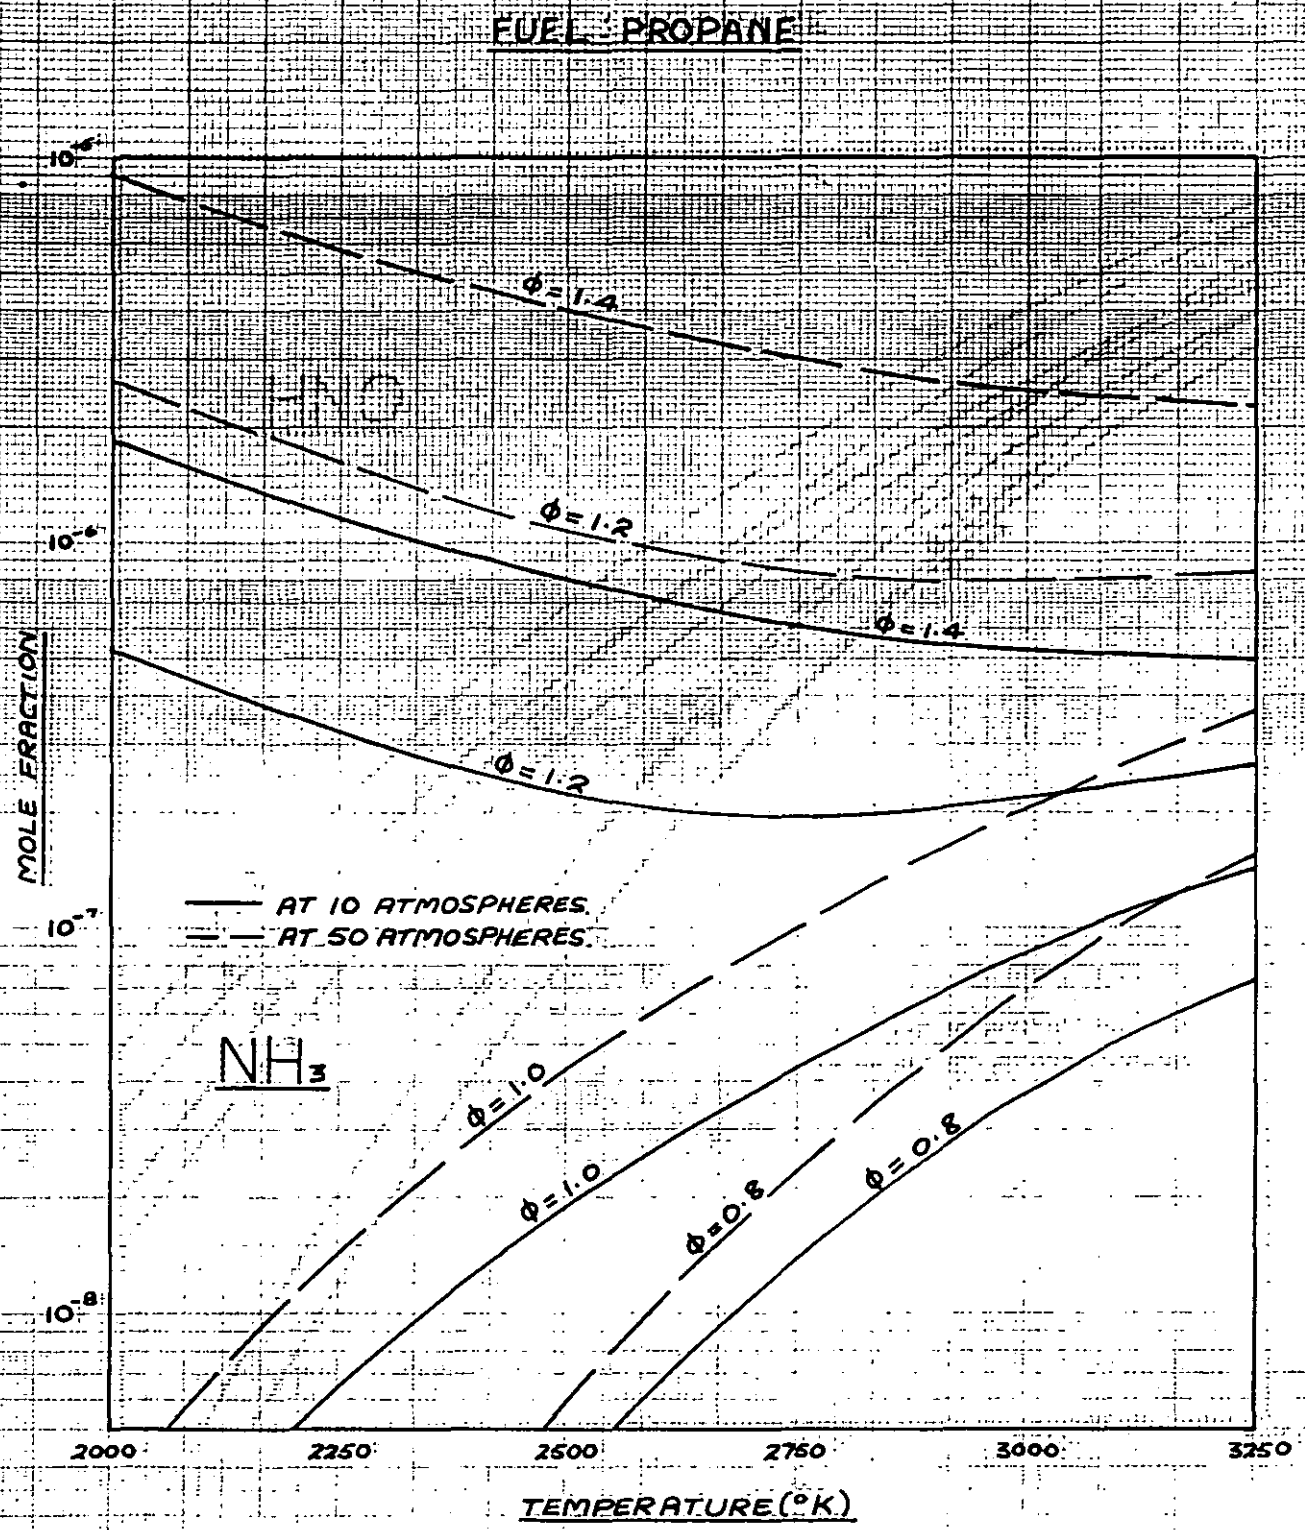 FUEL: PROPANE
10⁻⁵
φ=1.4
HNO
φ=1.2
10⁻⁶
φ=1.4
MOLE FRACTION
φ=1.2
AT 10 ATMOSPHERES.
10⁻⁷
AT 50 ATMOSPHERES.
NH₃
φ=1.0
φ=1.0
φ=0.8
φ=0.8
10⁻⁸
2000 2250 2500 2750 3000 3250
TEMPERATURE (°K)